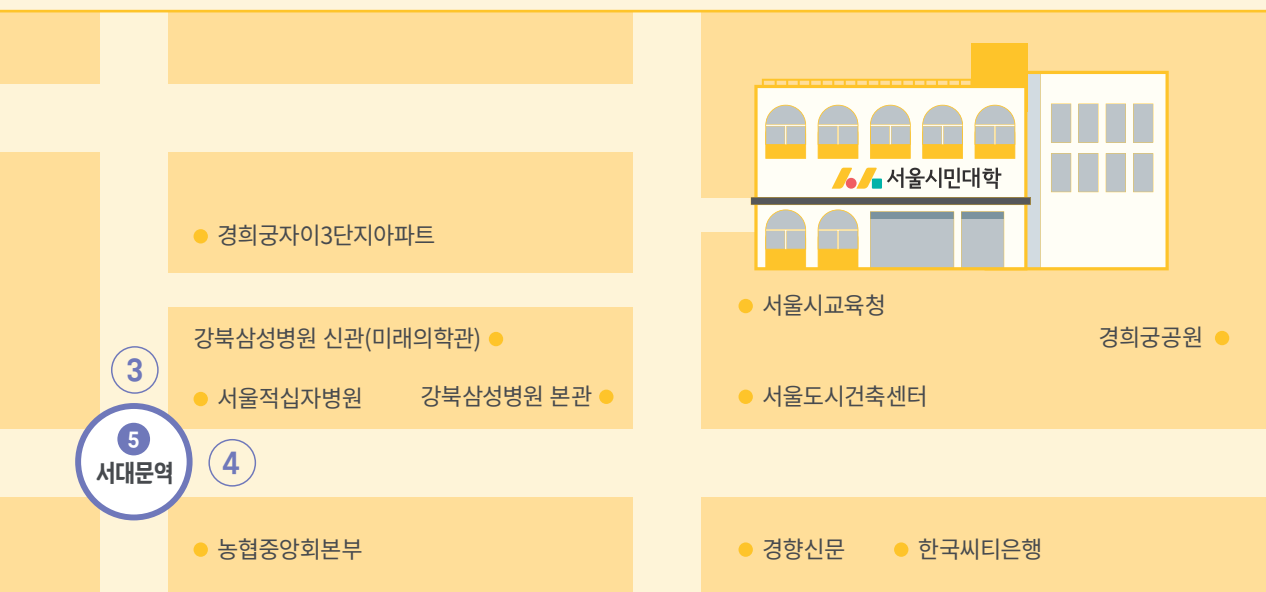 서울시민대학
경희궁자이3단지아파트
서울시교육청
강북삼성병원 신관(미래의학관)
경희궁공원
3
서울적십자병원
강북삼성병원 본관
서울도시건축센터
5
서대문역
4
농협중앙회본부
경향신문
한국씨티은행